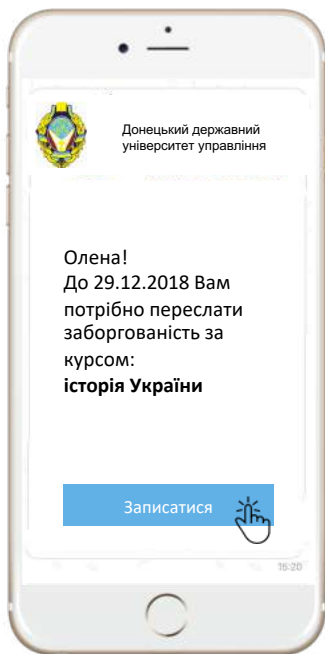 Донецький державний
університет управління
Олена!
До 29.12.2018 Вам
потрібно переслати
заборгованість за
курсом:
історія України
Записатися
15:20